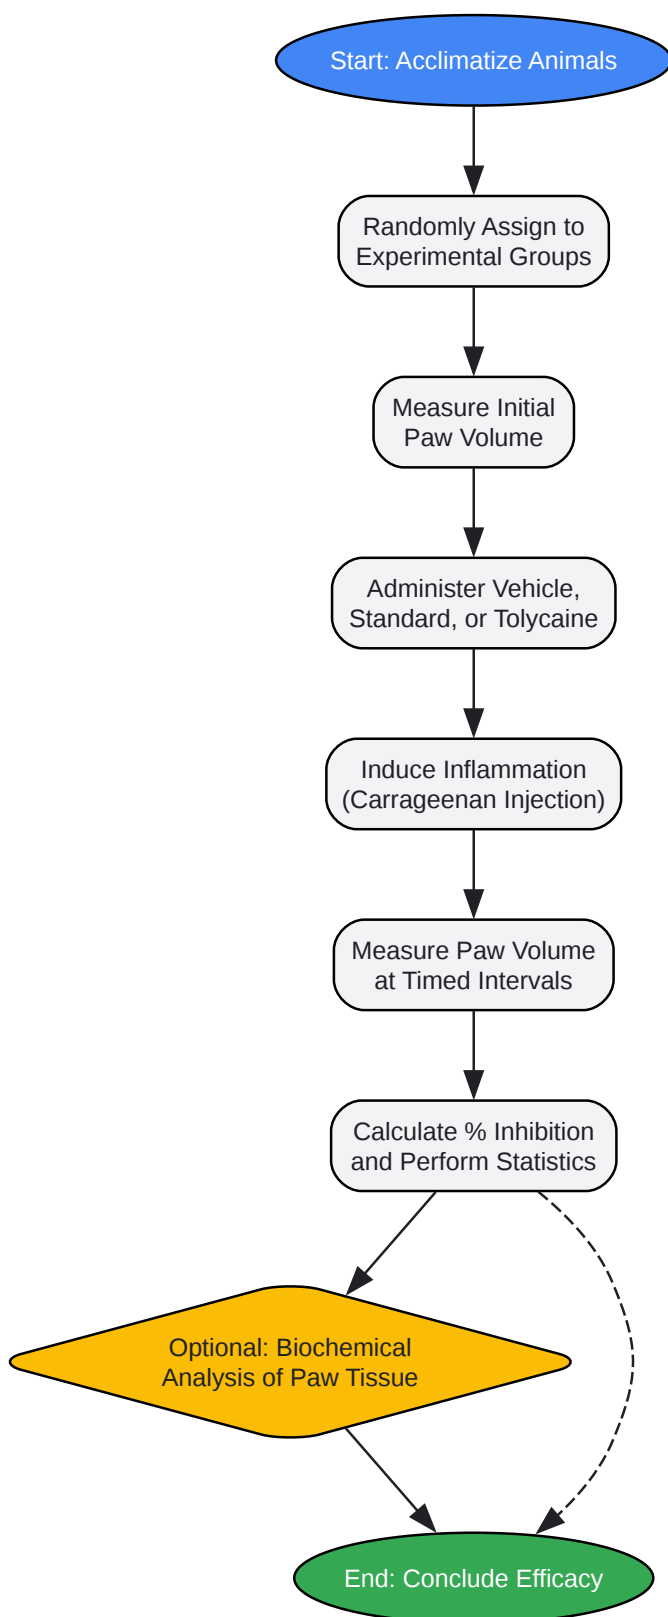 Start: Acclimatize Animals
Randomly Assign to
Experimental Groups
Measure Initial
Paw Volume
Administer Vehicle,
Standard, or Tolycaine
Induce Inflammation
(Carrageenan Injection)
Measure Paw Volume
at Timed Intervals
Calculate % Inhibition
and Perform Statistics
Optional: Biochemical
Analysis of Paw Tissue
End: Conclude Efficacy